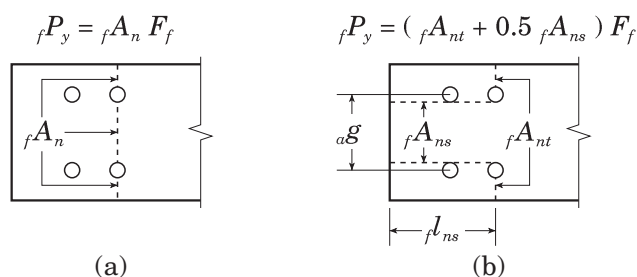 fPy = fAn Ff
fPy = ( fAnt + 0.5 fAns ) Ff
fAn
ag
fAns
fAnt
flns
(a)
(b)